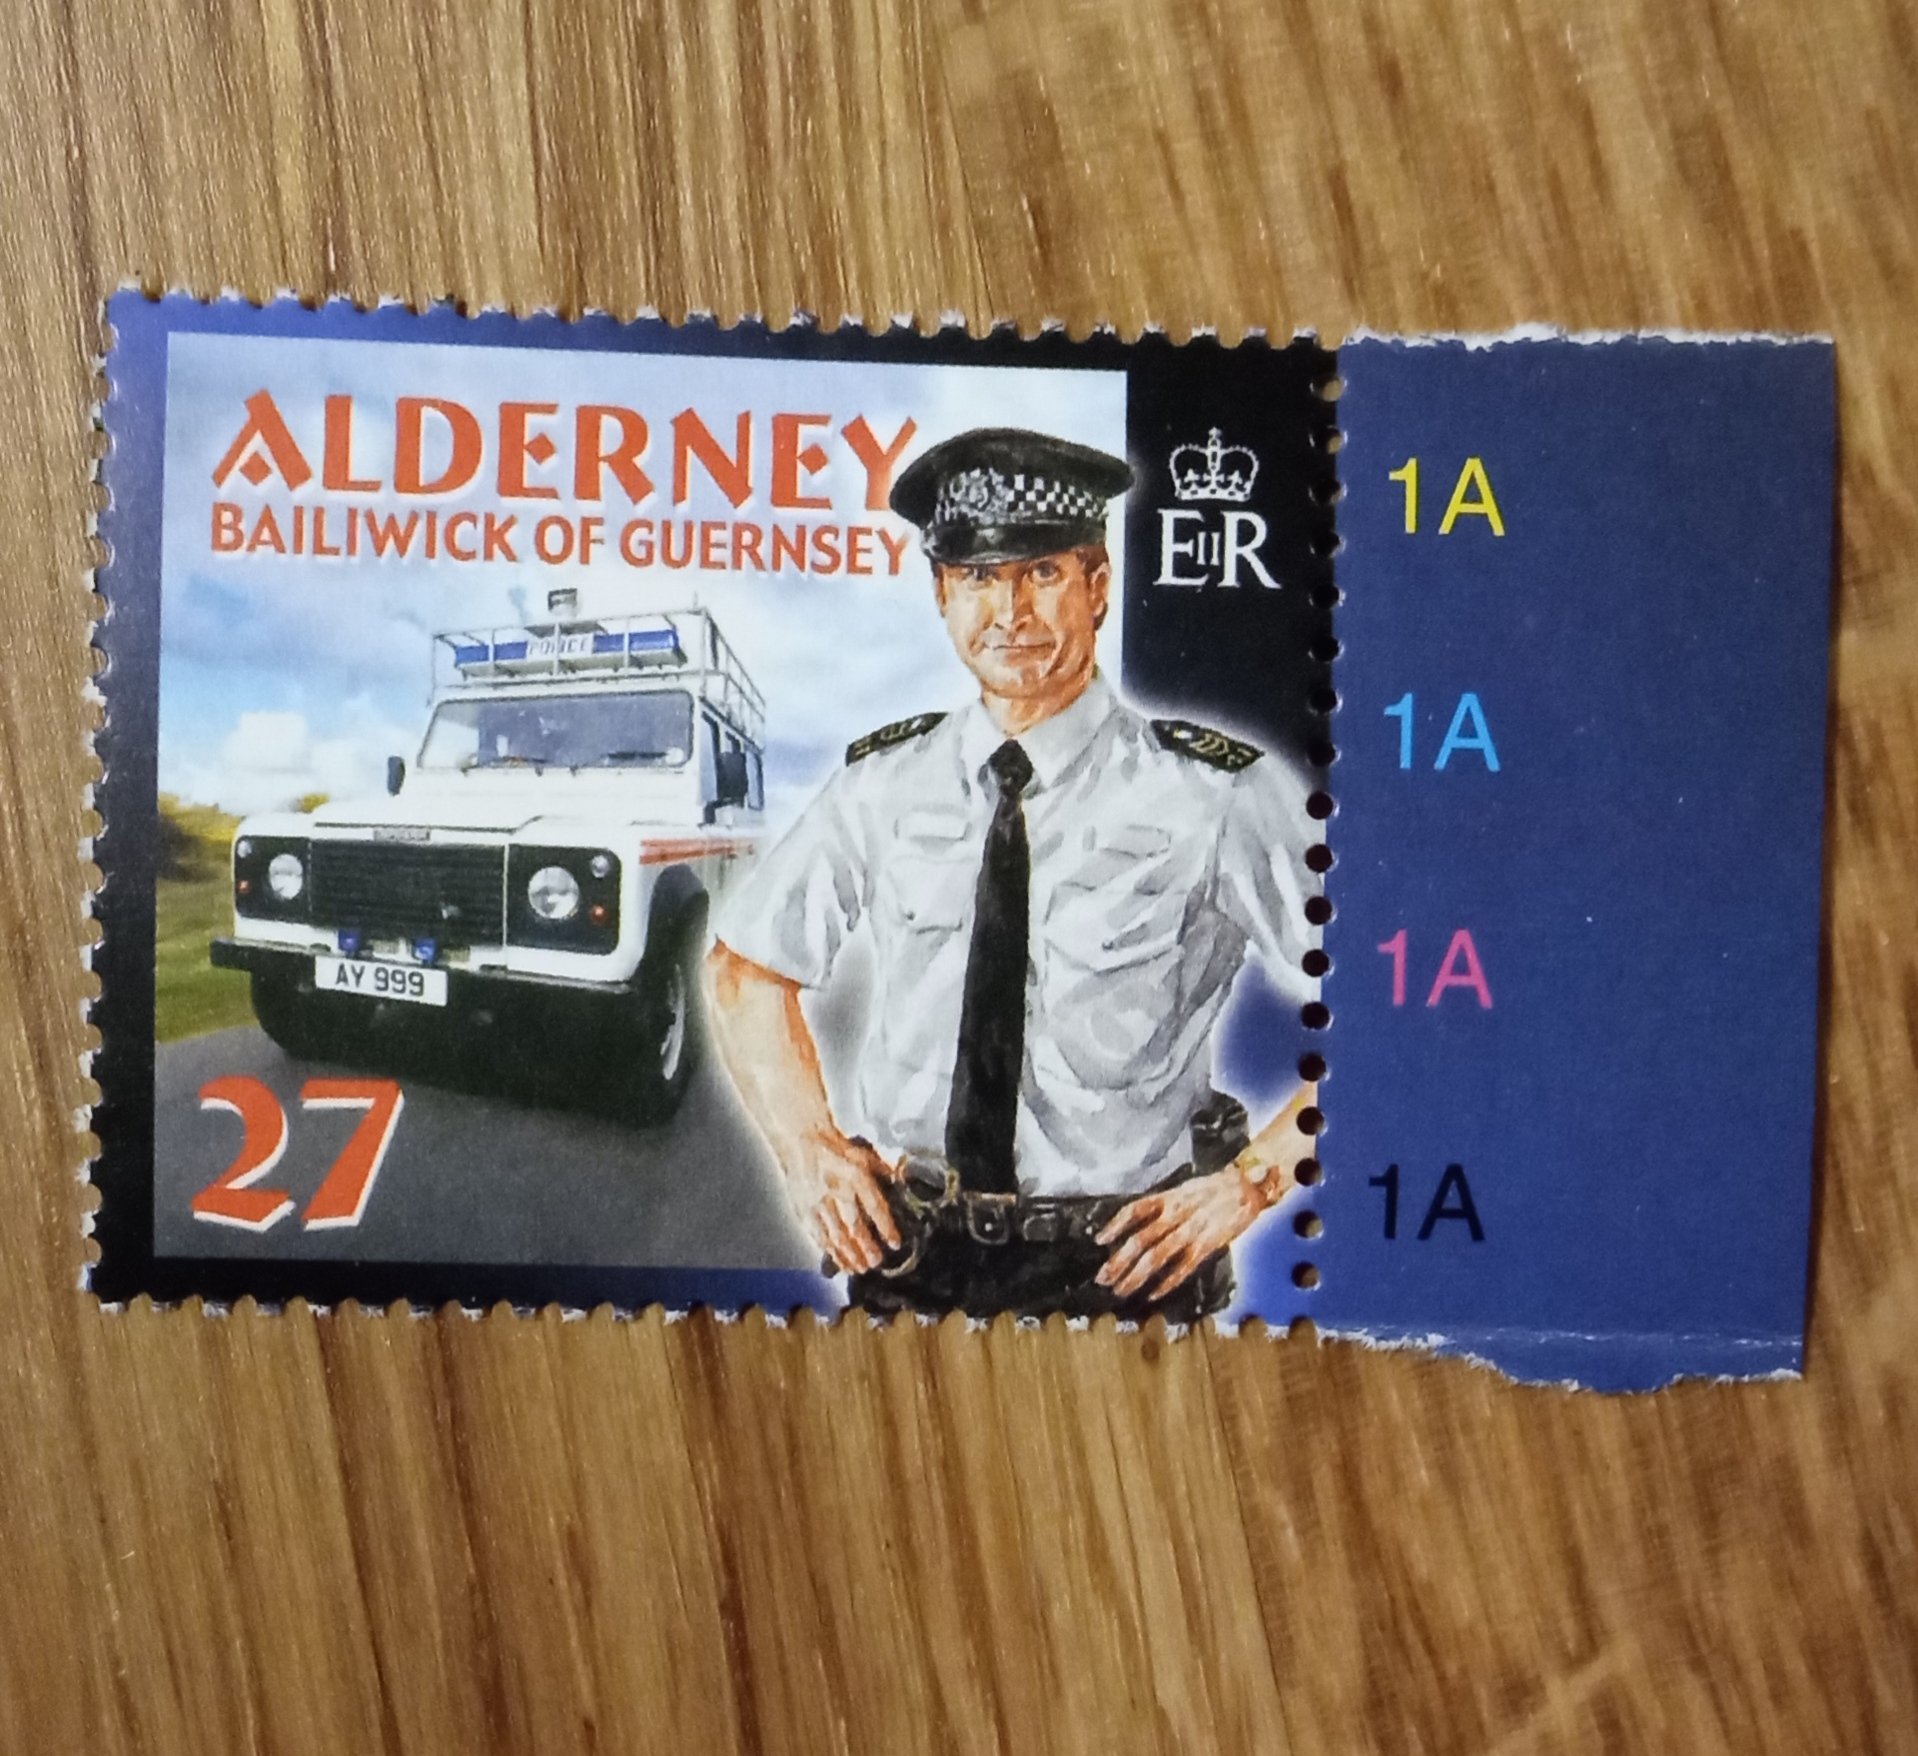 ALDERNEY
BAILIWICK OF GUERNSEY
EIIR
POLICE
AY 999
27
1A
1A
1A
1A